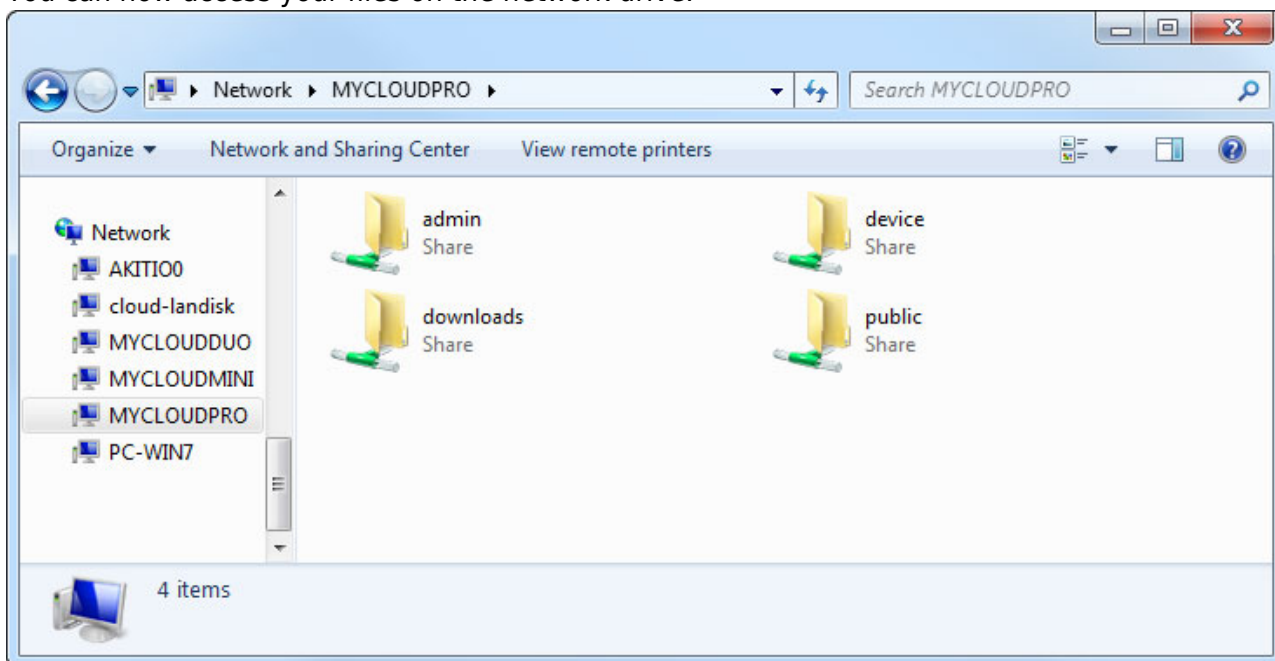 You can now access your files on the network drive.
Network ▸ MYCLOUDPRO ▸
Search MYCLOUDPRO
Organize ▾ Network and Sharing Center View remote printers
Network
AKITIO0
cloud-landisk
MYCLOUDDUO
MYCLOUDMINI
MYCLOUDPRO
PC-WIN7
admin
Share
device
Share
downloads
Share
public
Share
4 items